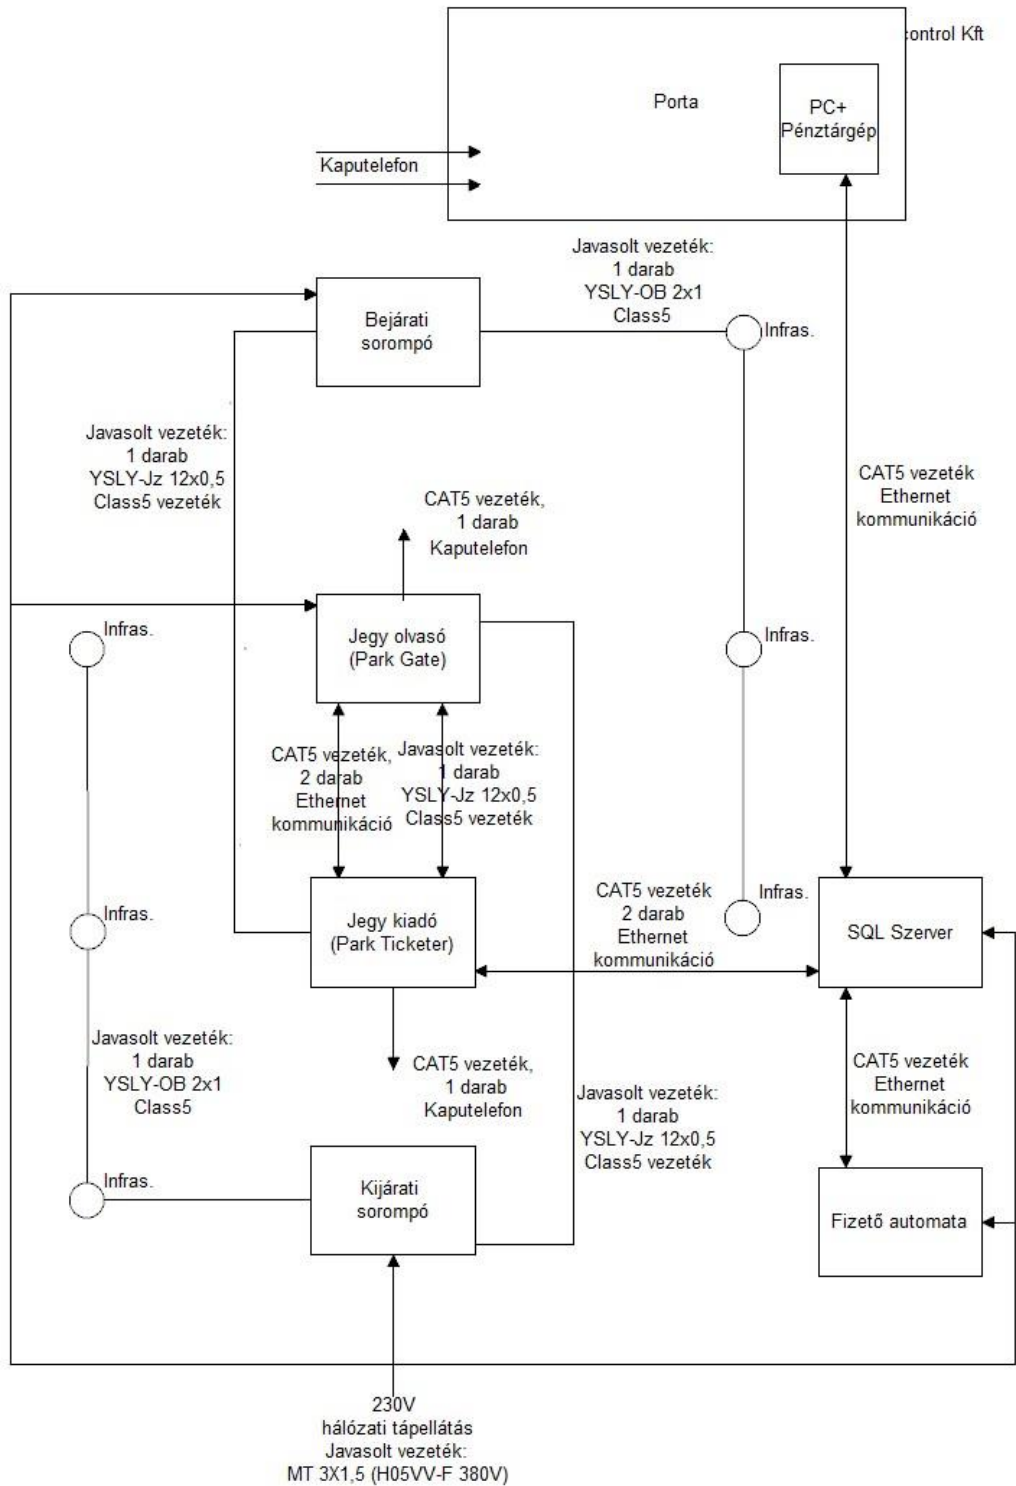 ontrol Kft
Porta
PC+
Pénztárgép
Kaputelefon
Javasolt vezeték:
1 darab
YSLY-OB 2x1
Class5
Bejárati
sorompó
Infras.
Javasolt vezeték:
1 darab
YSLY-Jz 12x0,5
Class5 vezeték
CAT5 vezeték
Ethernet
kommunikáció
CAT5 vezeték,
1 darab
Kaputelefon
Infras.
Jegy olvasó
(Park Gate)
Infras.
CAT5 vezeték,
2 darab
Ethernet
kommunikáció
Javasolt vezeték:
1 darab
YSLY-Jz 12x0,5
Class5 vezeték
Infras.
Jegy kiadó
(Park Ticketer)
CAT5 vezeték
2 darab
Ethernet
kommunikáció
Infras.
SQL Szerver
Javasolt vezeték:
1 darab
YSLY-OB 2x1
Class5
CAT5 vezeték,
1 darab
Kaputelefon
CAT5 vezeték
Ethernet
kommunikáció
Javasolt vezeték:
1 darab
YSLY-Jz 12x0,5
Class5 vezeték
Infras.
Kijárati
sorompó
Fizető automata
230V
hálózati tápellátás
Javasolt vezeték:
MT 3X1,5 (H05VV-F 380V)